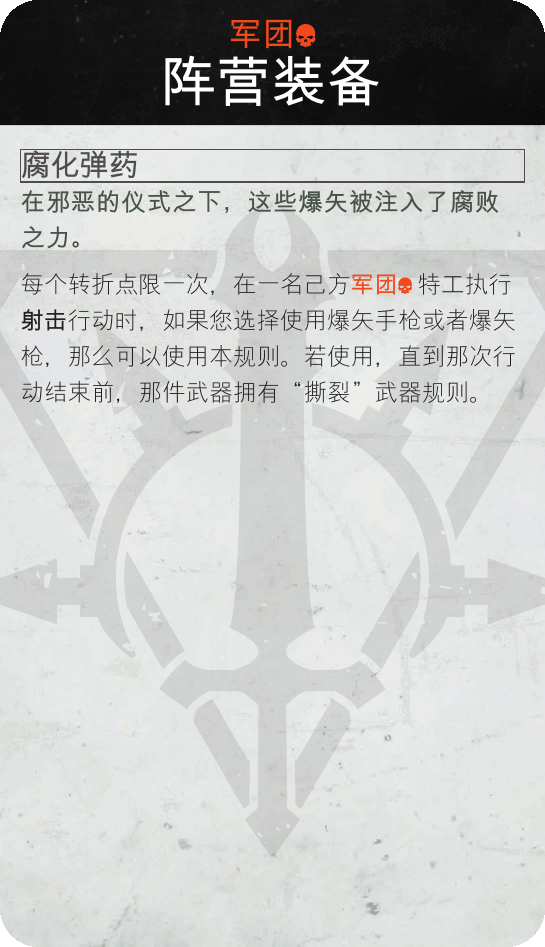 军团
阵营装备
腐化弹药
在邪恶的仪式之下，这些爆矢被注入了腐败
之力。
每个转折点限一次，在一名己方军团 特工执行
射击行动时，如果您选择使用爆矢手枪或者爆矢
枪，那么可以使用本规则。若使用，直到那次行
动结束前，那件武器拥有“撕裂”武器规则。